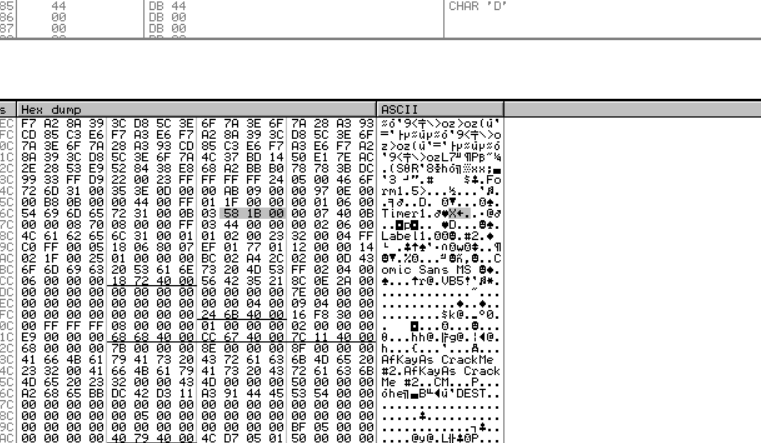 85 44 DB 44 CHAR 'D'
86 00 DB 00
87 00 DB 00
s Hex dump ASCII
EC F7 A2 8A 39 3C D8 5C 3E 6F 7A 3E 6F 7A 28 A3 93
FC CD 85 C3 E6 F7 A3 E6 F7 A2 8A 39 3C D8 5C 3E 6F
0C 7A 3E 6F 7A 28 A3 93 CD 85 C3 E6 F7 A3 E6 F7 A2
1C 8A 39 3C D8 5C 3E 6F 7A 4C 37 BD 14 50 E1 7E AC
2C 2E 28 53 E9 52 84 38 E8 68 A2 BB B0 78 78 3B DC
3C 99 33 FF D9 22 00 23 FF FF FF FF 24 05 00 46 6F
4C 72 6D 31 00 35 3E 0D 00 00 AB 09 00 00 97 0E 00
5C 00 B8 0B 00 00 44 00 FF 01 1F 00 00 00 01 06 00
6C 54 69 6D 65 72 31 00 0B 03 58 1B 00 00 07 40 0B Timer1
7C 00 00 08 70 08 00 00 FF 03 44 00 00 00 02 06 00
8C 4C 61 62 65 6C 31 00 01 01 02 00 23 32 00 04 FF Label1
9C C0 FF 00 05 18 06 80 07 EF 01 77 01 12 00 00 14
AC 02 1F 00 25 01 00 00 00 BC 02 A4 2C 02 00 0D 43
BC 6F 6D 69 63 20 53 61 6E 73 20 4D 53 FF 02 04 00 omic Sans MS
CC 06 00 00 00 18 72 40 00 56 42 35 21 8C 0E 2A 00
DC 00 00 00 00 00 00 00 00 00 00 00 00 7E 00 00 00
EC 00 00 00 00 00 00 00 00 00 00 04 00 09 04 00 00
FC 00 00 00 00 00 00 00 00 24 6B 40 00 16 F8 30 00
0C 00 FF FF FF 08 00 00 00 01 00 00 00 02 00 00 00
1C E9 00 00 00 68 68 40 00 CC 67 40 00 7C 11 40 00
2C 68 00 00 00 7B 00 00 00 8E 00 00 00 8F 00 00 00
3C 41 66 4B 61 79 41 73 20 43 72 61 63 6B 4D 65 20 AfKayAs CrackMe
4C 23 32 00 41 66 4B 61 79 41 73 20 43 72 61 63 6B #2.AfKayAs Crack
5C 4D 65 20 23 32 00 00 43 4D 00 00 00 50 00 00 00 Me #2..CM...P...
6C A2 68 65 BB DC 42 D3 11 A3 91 44 45 53 54 00 00
7C 00 00 00 00 00 00 00 00 00 00 00 00 00 00 00 00
8C 00 00 00 00 00 05 00 00 00 00 00 00 00 00 00 00
9C 00 00 00 00 00 00 00 00 00 00 00 00 BF 05 00 00
AC 00 00 00 00 40 79 40 00 4C D7 05 01 50 00 00 00